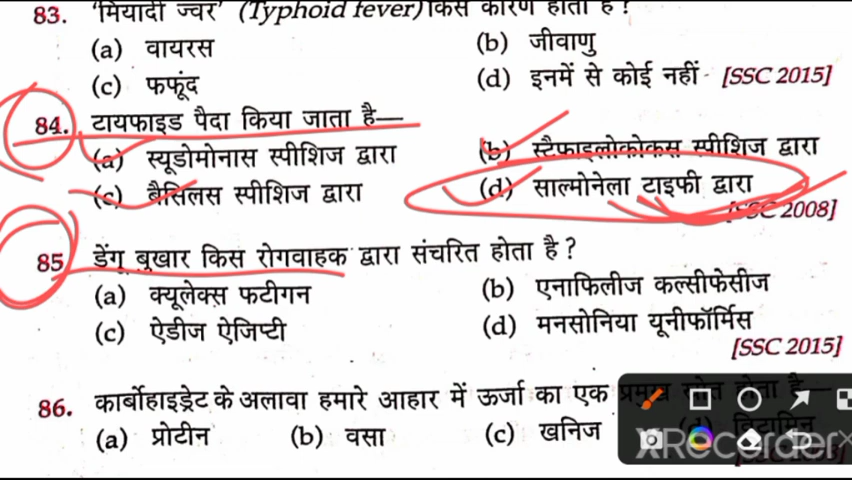 83. 'मियादी ज्वर' (Typhoid fever) किस कारण होता है?
(a) वायरस (b) जीवाणु
(c) फफूंद (d) इनमें से कोई नहीं [SSC 2015]
84. टायफाइड पैदा किया जाता है—
(a) स्यूडोमोनास स्पीशिज द्वारा (b) स्टैफाइलोकोकस स्पीशिज द्वारा
(c) बैसिलस स्पीशिज द्वारा (d) साल्मोनेला टाइफी द्वारा
[SSC 2008]
85 डेंगू बुखार किस रोगवाहक द्वारा संचरित होता है?
(a) क्यूलेक्स फटीगन (b) एनाफिलीज कल्सीफेसीज
(c) ऐडीज ऐजिप्टी (d) मनसोनिया यूनीफॉर्मिस
[SSC 2015]
86. कार्बोहाइड्रेट के अलावा हमारे आहार में ऊर्जा का एक प्रमुख स्रोत होता है—
(a) प्रोटीन (b) वसा (c) खनिज (d) विटामिन
XRecorder